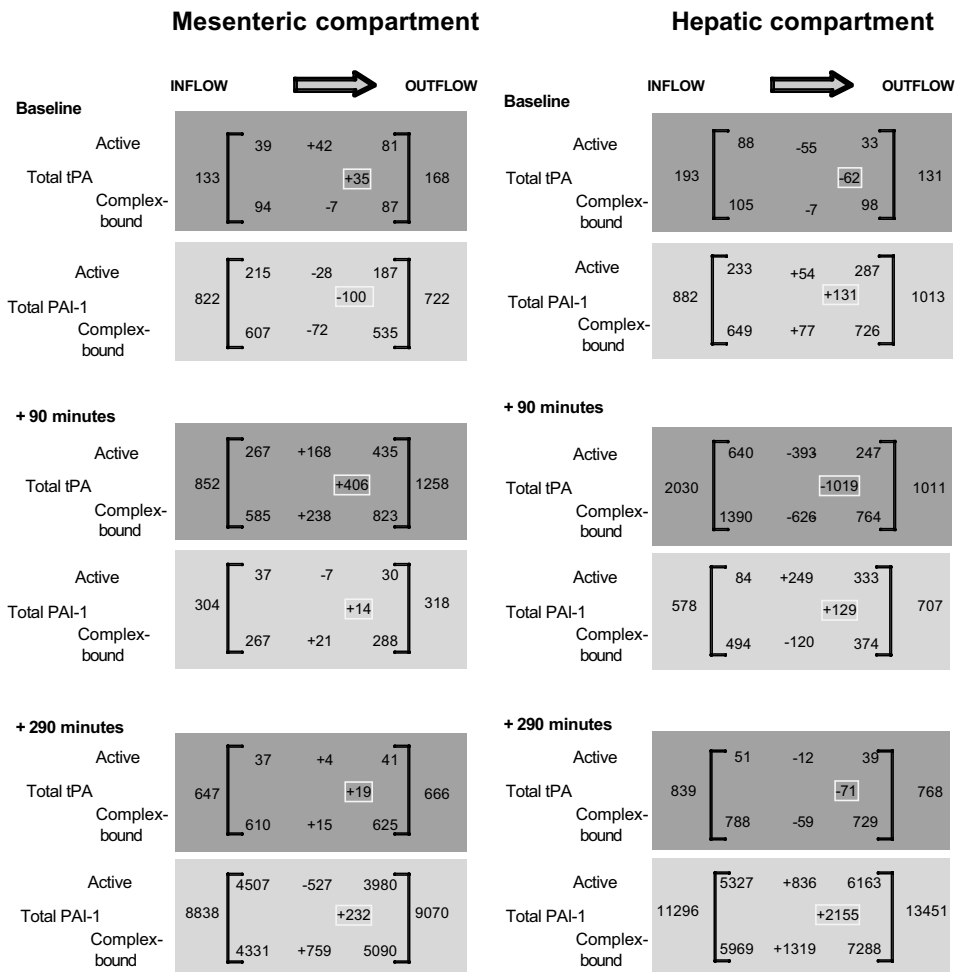 Mesenteric compartment Hepatic compartment
INFLOW OUTFLOW INFLOW OUTFLOW
Baseline Baseline
Active 39 +42 81 Active 88 -55 33
Total tPA 133 +35 168 Total tPA 193 -62 131
Complex- 94 -7 87 Complex- 105 -7 98
bound bound
Active 215 -28 187 Active 233 +54 287
Total PAI-1 822 -100 722 Total PAI-1 882 +131 1013
Complex- 607 -72 535 Complex- 649 +77 726
bound bound
+ 90 minutes + 90 minutes
Active 267 +168 435 Active 640 -393 247
Total tPA 852 +406 1258 Total tPA 2030 -1019 1011
Complex- 585 +238 823 Complex- 1390 -626 764
bound bound
Active 37 -7 30 Active 84 +249 333
Total PAI-1 304 +14 318 Total PAI-1 578 +129 707
Complex- 267 +21 288 Complex- 494 -120 374
bound bound
+ 290 minutes + 290 minutes
Active 37 +4 41 Active 51 -12 39
Total tPA 647 +19 666 Total tPA 839 -71 768
Complex- 610 +15 625 Complex- 788 -59 729
bound bound
Active 4507 -527 3980 Active 5327 +836 6163
Total PAI-1 8838 +232 9070 Total PAI-1 11296 +2155 13451
Complex- 4331 +759 5090 Complex- 5969 +1319 7288
bound bound